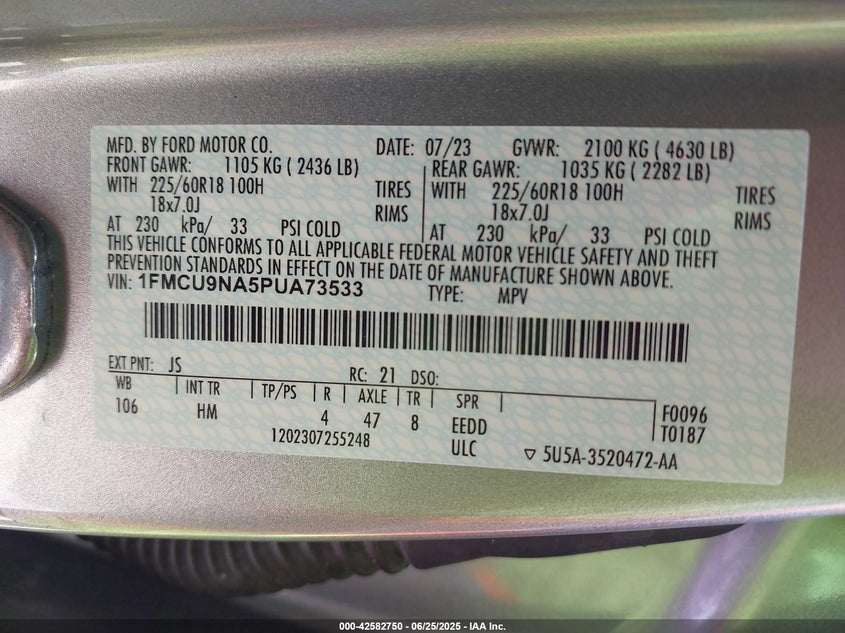 MFD. BY FORD MOTOR CO. DATE: 07/23 GVWR: 2100 KG ( 4630 LB)
FRONT GAWR: 1105 KG ( 2436 LB) REAR GAWR: 1035 KG ( 2282 LB)
WITH 225/60R18 100H TIRES WITH 225/60R18 100H TIRES
18x7.0J RIMS 18x7.0J RIMS
AT 230 kPa/ 33 PSI COLD AT 230 kPa/ 33 PSI COLD
THIS VEHICLE CONFORMS TO ALL APPLICABLE FEDERAL MOTOR VEHICLE SAFETY AND THEFT
PREVENTION STANDARDS IN EFFECT ON THE DATE OF MANUFACTURE SHOWN ABOVE.
VIN: 1FMCU9NA5PUA73533 TYPE: MPV
EXT PNT: JS RC: 21 DSO:
WB INT TR TP/PS R AXLE TR SPR F0096
106 HM 4 47 8 EEDD T0187
1202307255248 ULC ▽ 5U5A-3520472-AA
000-42582750 | 06/25/2025 - IAA Inc.